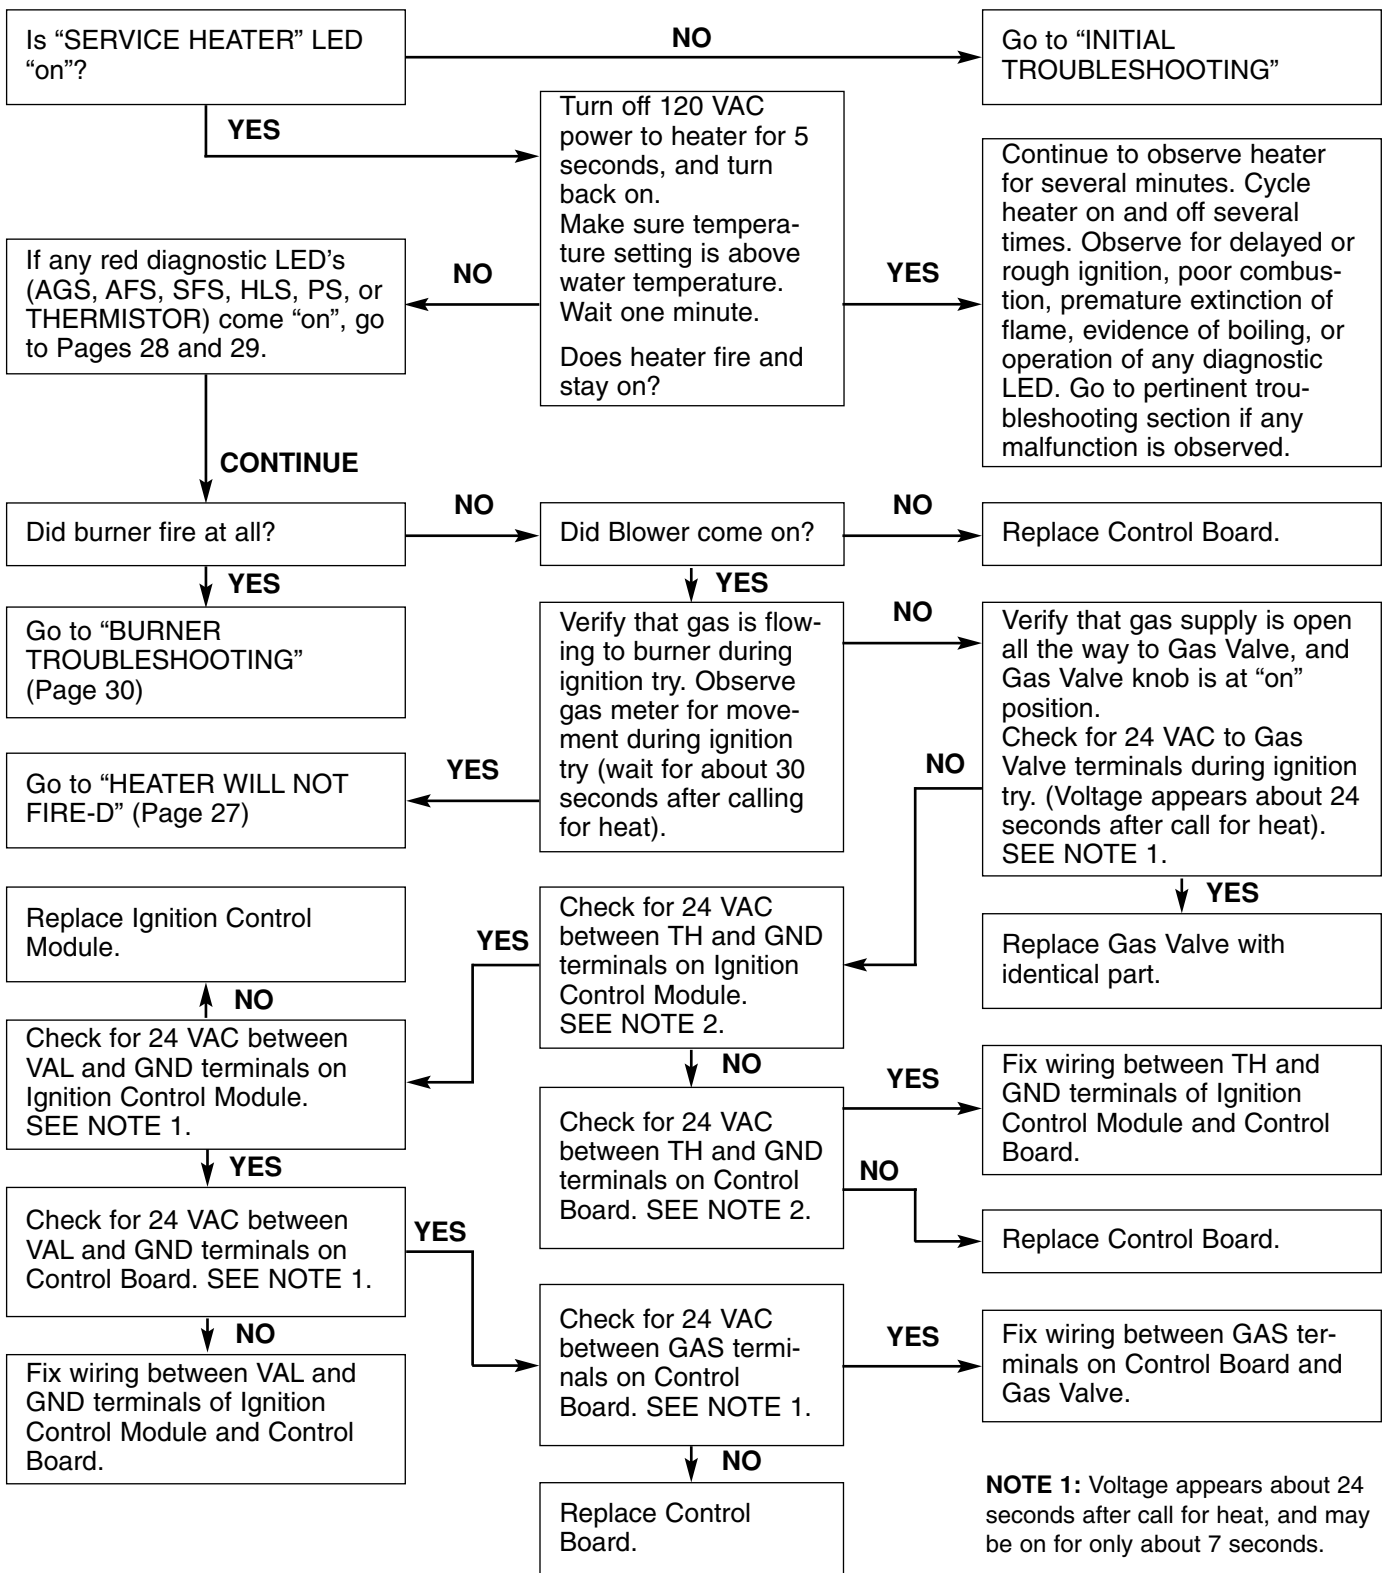 Is “SERVICE HEATER” LED
“on”?
NO
Go to “INITIAL
TROUBLESHOOTING”
YES
Turn off 120 VAC
power to heater for 5
seconds, and turn
back on.
Make sure tempera-
ture setting is above
water temperature.
Wait one minute.
Does heater fire and
stay on?
YES
Continue to observe heater
for several minutes. Cycle
heater on and off several
times. Observe for delayed or
rough ignition, poor combus-
tion, premature extinction of
flame, evidence of boiling, or
operation of any diagnostic
LED. Go to pertinent trou-
bleshooting section if any
malfunction is observed.
NO
If any red diagnostic LED’s
(AGS, AFS, SFS, HLS, PS, or
THERMISTOR) come “on”, go
to Pages 28 and 29.
CONTINUE
Did burner fire at all?
NO
Did Blower come on?
NO
Replace Control Board.
YES
Go to “BURNER
TROUBLESHOOTING”
(Page 30)
YES
Verify that gas is flow-
ing to burner during
ignition try. Observe
gas meter for move-
ment during ignition
try (wait for about 30
seconds after calling
for heat).
NO
Verify that gas supply is open
all the way to Gas Valve, and
Gas Valve knob is at “on”
position.
Check for 24 VAC to Gas
Valve terminals during ignition
try. (Voltage appears about 24
seconds after call for heat).
SEE NOTE 1.
YES
Go to “HEATER WILL NOT
FIRE-D” (Page 27)
NO
YES
Replace Gas Valve with
identical part.
Check for 24 VAC
between TH and GND
terminals on Ignition
Control Module.
SEE NOTE 2.
YES
Replace Ignition Control
Module.
NO
Check for 24 VAC between
VAL and GND terminals on
Ignition Control Module.
SEE NOTE 1.
NO
Check for 24 VAC
between TH and GND
terminals on Control
Board. SEE NOTE 2.
YES
Fix wiring between TH and
GND terminals of Ignition
Control Module and Control
Board.
NO
Replace Control Board.
YES
Check for 24 VAC between
VAL and GND terminals on
Control Board. SEE NOTE 1.
YES
Check for 24 VAC
between GAS termi-
nals on Control
Board. SEE NOTE 1.
YES
Fix wiring between GAS ter-
minals on Control Board and
Gas Valve.
NO
Fix wiring between VAL and
GND terminals of Ignition
Control Module and Control
Board.
NO
Replace Control
Board.
NOTE 1: Voltage appears about 24
seconds after call for heat, and may
be on for only about 7 seconds.